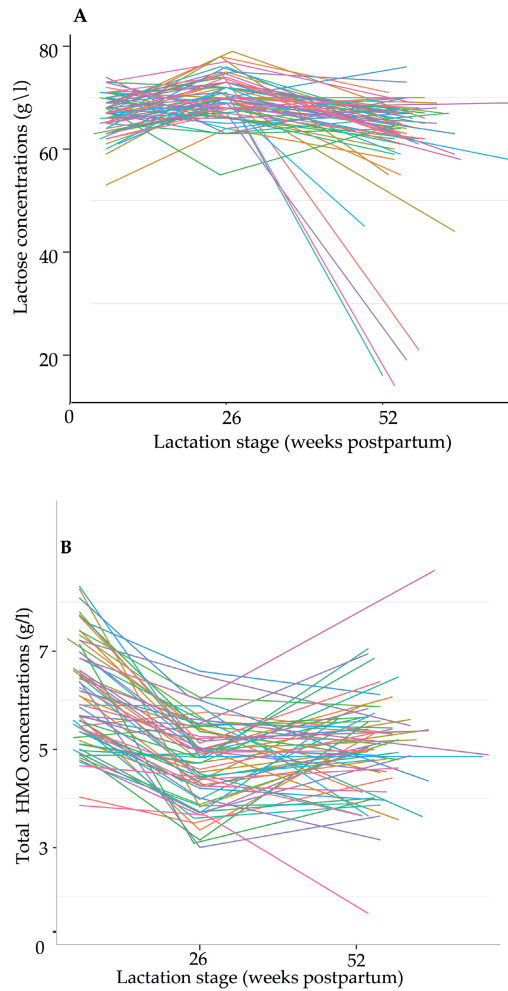 A
80
60
40
20
0
26
52
Lactose concentrations (g\l)
Lactation stage (weeks postpartum)
B
7
5
3
0
26
52
Total HMO concentrations (g/l)
Lactation stage (weeks postpartum)